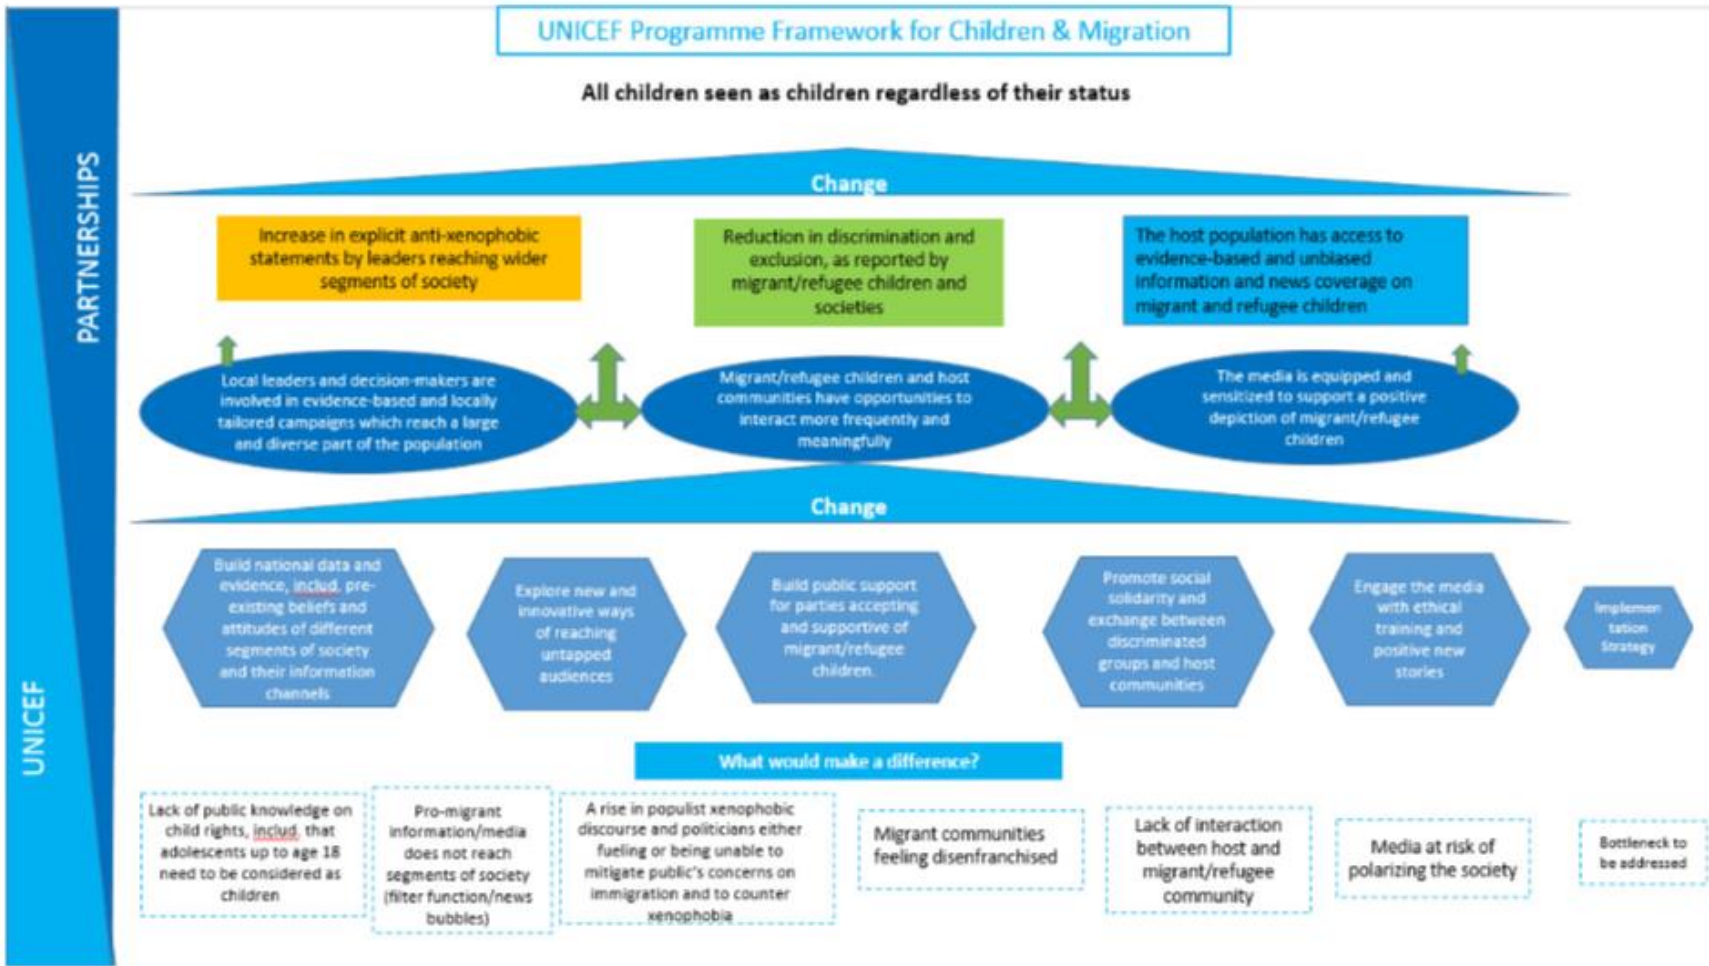 UNICEF Programme Framework for Children & Migration
All children seen as children regardless of their status
PARTNERSHIPS
UNICEF
Change
Increase in explicit anti-xenophobic
statements by leaders reaching wider
segments of society
Reduction in discrimination and
exclusion, as reported by
migrant/refugee children and
societies
The host population has access to
evidence-based and unbiased
information and news coverage on
migrant and refugee children
Local leaders and decision-makers are
involved in evidence-based and locally
tailored campaigns which reach a large
and diverse part of the population
Migrant/refugee children and host
communities have opportunities to
interact more frequently and
meaningfully
The media is equipped and
sensitized to support a positive
depiction of migrant/refugee
children
Change
Build national data and
evidence, includ. pre-
existing beliefs and
attitudes of different
segments of society
and their information
channels
Explore new and
innovative ways
of reaching
untapped
audiences
Build public support
for parties accepting
and supportive of
migrant/refugee
children.
Promote social
solidarity and
exchange between
discriminated
groups and host
communities
Engage the media
with ethical
training and
positive new
stories
Implemen
tation
Strategy
What would make a difference?
Lack of public knowledge on
child rights, includ. that
adolescents up to age 18
need to be considered as
children
Pro-migrant
information/media
does not reach
segments of society
(filter function/news
bubbles)
A rise in populist xenophobic
discourse and politicians either
fueling or being unable to
mitigate public's concerns on
immigration and to counter
xenophobia
Migrant communities
feeling disenfranchised
Lack of interaction
between host and
migrant/refugee
community
Media at risk of
polarizing the society
Bottleneck to
be addressed